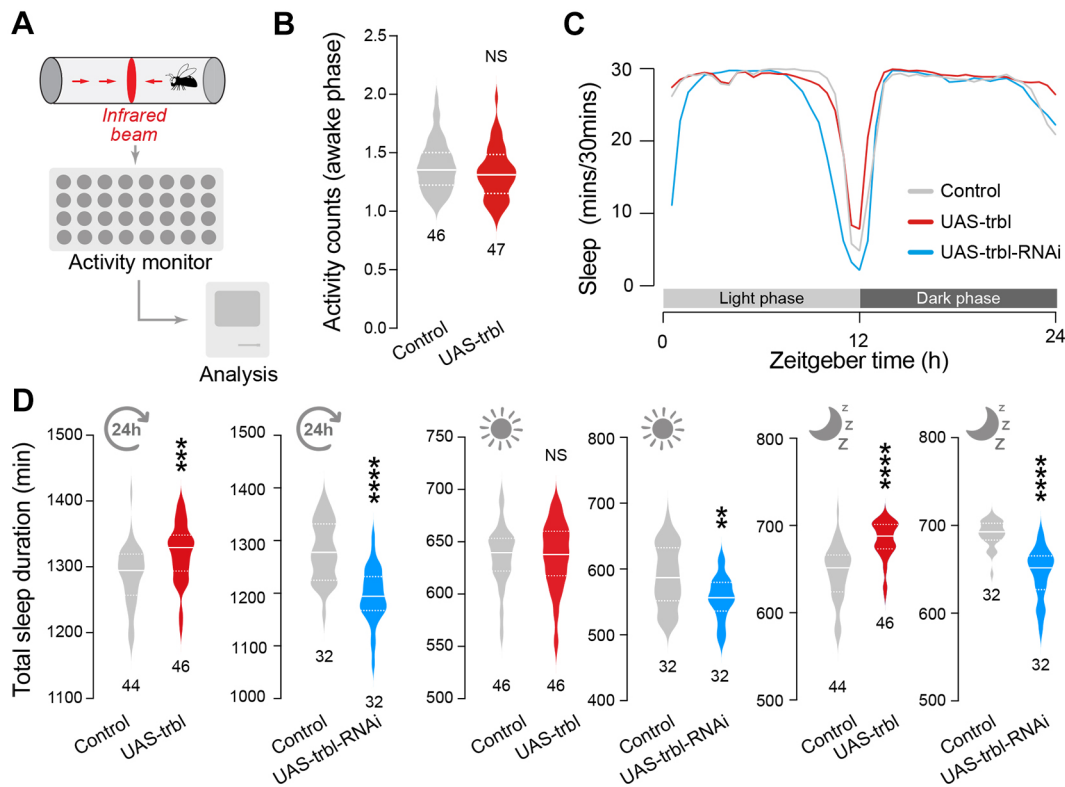 A
Infrared
beam
Activity monitor
Analysis
B
Activity counts (awake phase)
2.5
2.0
1.5
1.0
0.5
0.0
NS
46
47
Control
UAS-trbl
C
Sleep (mins/30mins)
30
20
10
0
Control
UAS-trbl
UAS-trbl-RNAi
Light phase
Dark phase
0
12
24
Zeitgeber time (h)
D
Total sleep duration (min)
24h
1500
1400
1300
1200
1100
***
44
46
Control
UAS-trbl
24h
1500
1400
1300
1200
1100
1000
****
32
32
Control
UAS-trbl-RNAi
750
700
650
600
550
500
NS
46
46
Control
UAS-trbl
800
700
600
500
400
**
32
32
Control
UAS-trbl-RNAi
z
z
Z
800
700
600
500
****
44
46
Control
UAS-trbl
z
z
Z
800
700
600
500
****
32
32
Control
UAS-trbl-RNAi